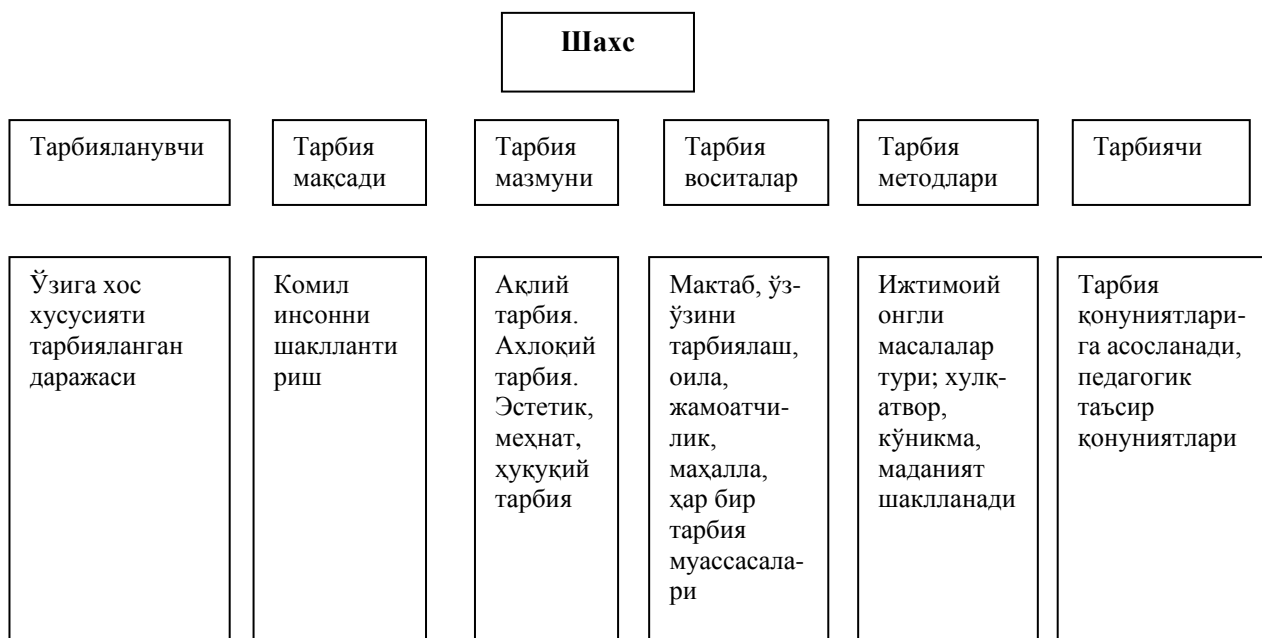 Шахс
Тарбияланувчи
Тарбия
мақсади
Тарбия
мазмуни
Тарбия
воситалар
Тарбия
методлари
Тарбиячи
Ўзига хос
хусусияти
тарбияланган
даражаси
Комил
инсонни
шакллланти
риш
Ақлий
тарбия.
Ахлоқий
тарбия.
Эстетик,
меҳнат,
ҳуқуқий
тарбия
Мактаб, ўз-
ўзини
тарбиялаш,
оила,
жамоатчи-
лик,
маҳалла,
ҳар бир
тарбия
муассасала-
ри
Ижтимоий
онгли
масалалар
тури; хулқ-
атвор,
кўникма,
маданият
шаклланади
Тарбия
қонуниятлари-
га асосланади,
педагогик
таъсир
қонуниятлари